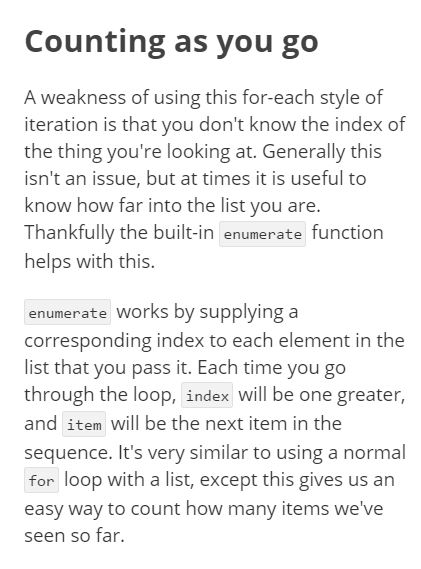 Counting as you go
A weakness of using this for-each style of
iteration is that you don't know the index of
the thing you're looking at. Generally this
isn't an issue, but at times it is useful to
know how far into the list you are.
Thankfully the built-in enumerate function
helps with this.
enumerate works by supplying a
corresponding index to each element in the
list that you pass it. Each time you go
through the loop, index will be one greater,
and item will be the next item in the
sequence. It's very similar to using a normal
for loop with a list, except this gives us an
easy way to count how many items we've
seen so far.